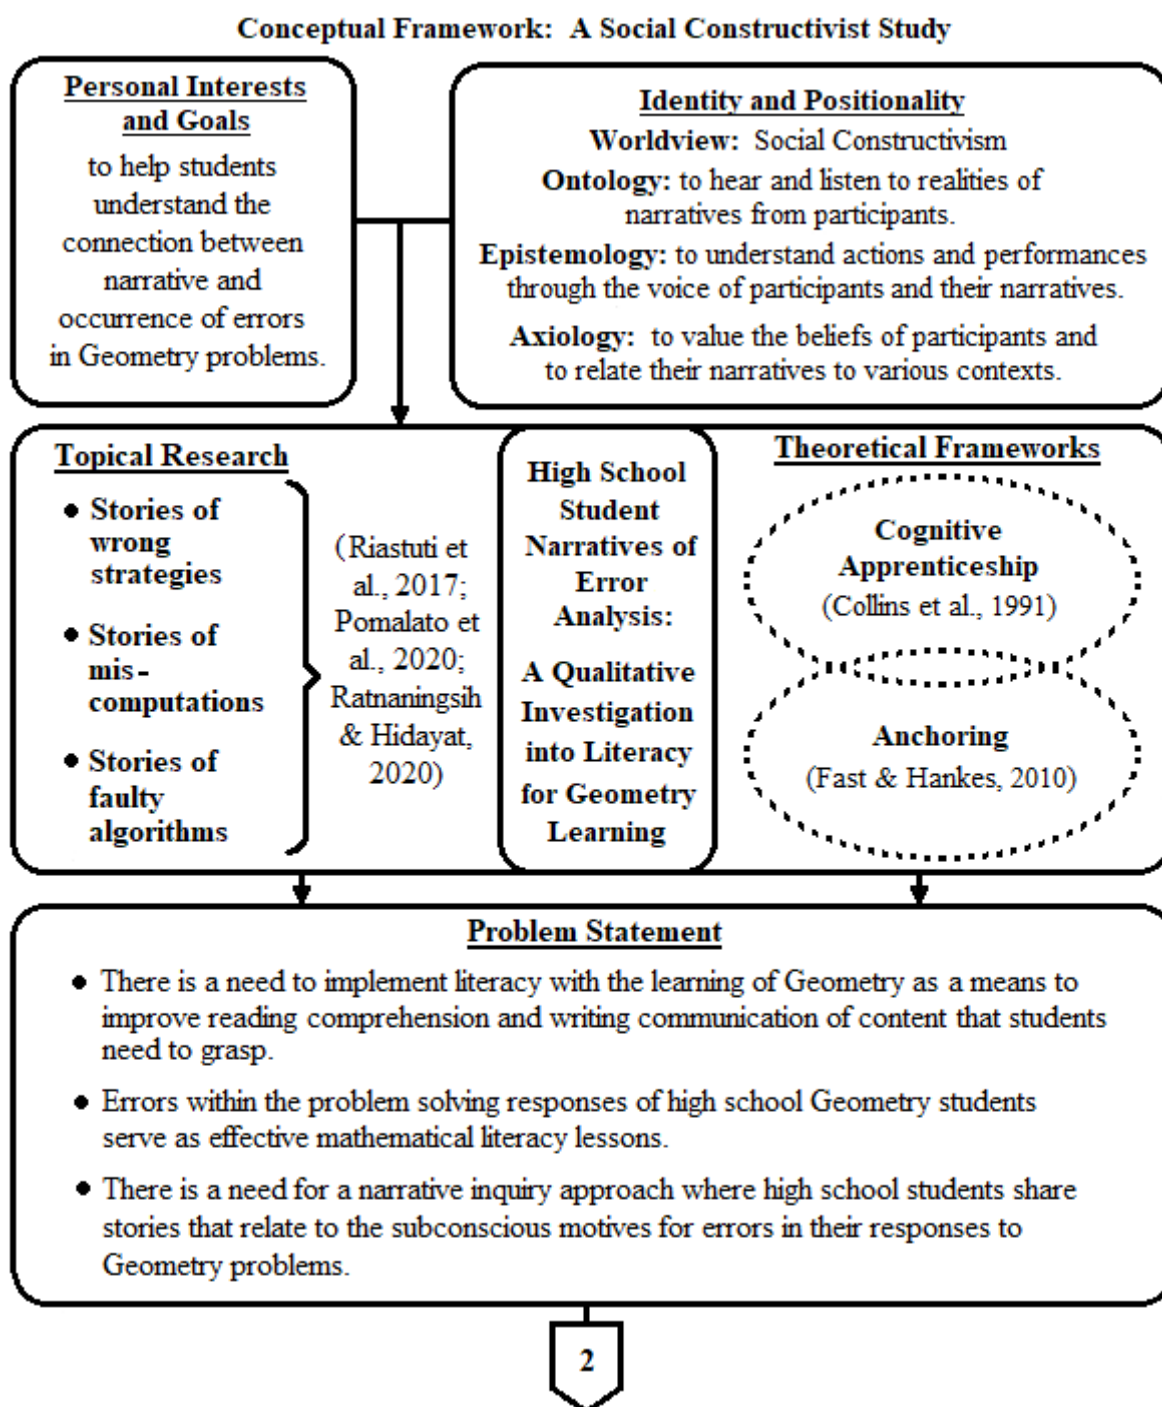 Conceptual Framework: A Social Constructivist Study
Personal Interests
and Goals
to help students
understand the
connection between
narrative and
occurrence of errors
in Geometry problems.
Identity and Positionality
Worldview: Social Constructivism
Ontology: to hear and listen to realities of
narratives from participants.
Epistemology: to understand actions and performances
through the voice of participants and their narratives.
Axiology: to value the beliefs of participants and
to relate their narratives to various contexts.
Topical Research
• Stories of
wrong
strategies
• Stories of
mis-
computations
• Stories of
faulty
algorithms
(Riastuti et
al., 2017;
Pomalato et
al., 2020;
Ratnaningsih
& Hidayat,
2020)
High School
Student
Narratives of
Error
Analysis:
A Qualitative
Investigation
into Literacy
for Geometry
Learning
Theoretical Frameworks
Cognitive
Apprenticeship
(Collins et al., 1991)
Anchoring
(Fast & Hankes, 2010)
Problem Statement
• There is a need to implement literacy with the learning of Geometry as a means to
improve reading comprehension and writing communication of content that students
need to grasp.
• Errors within the problem solving responses of high school Geometry students
serve as effective mathematical literacy lessons.
• There is a need for a narrative inquiry approach where high school students share
stories that relate to the subconscious motives for errors in their responses to
Geometry problems.
2